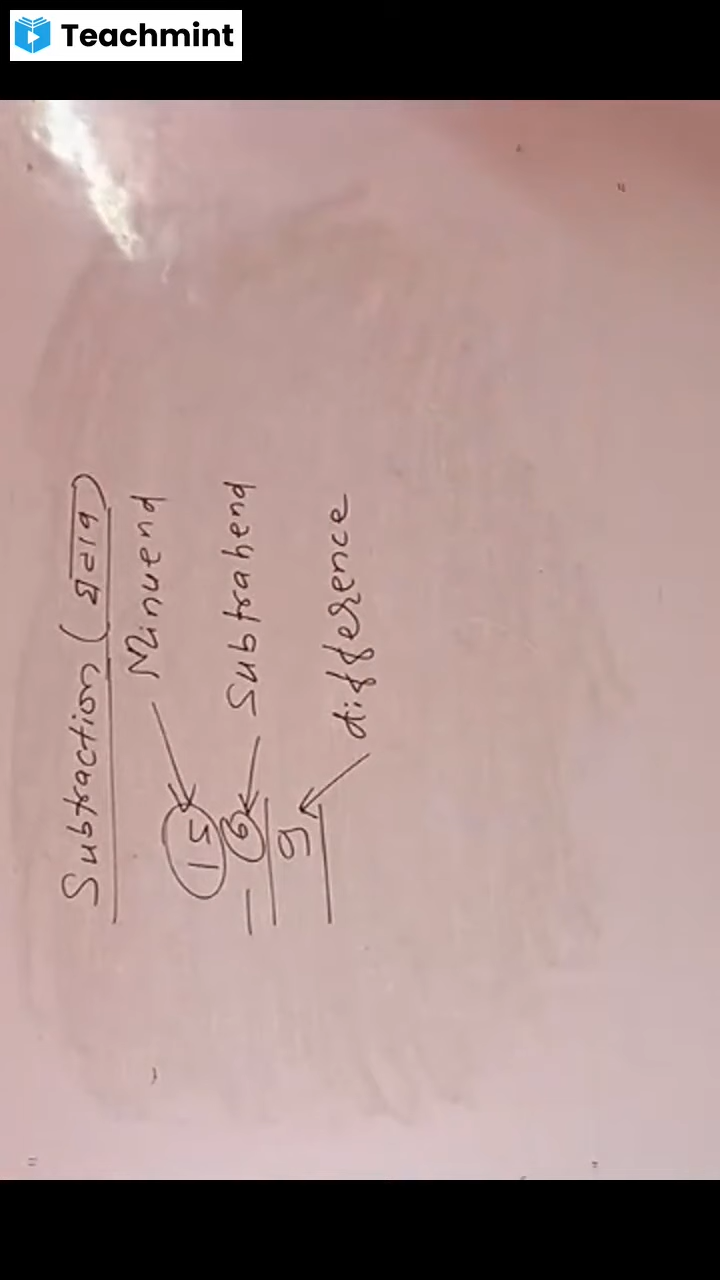 Teachmint
Subtraction (घटाव)
15 Minuend
- 6 Subtrahend
9 difference